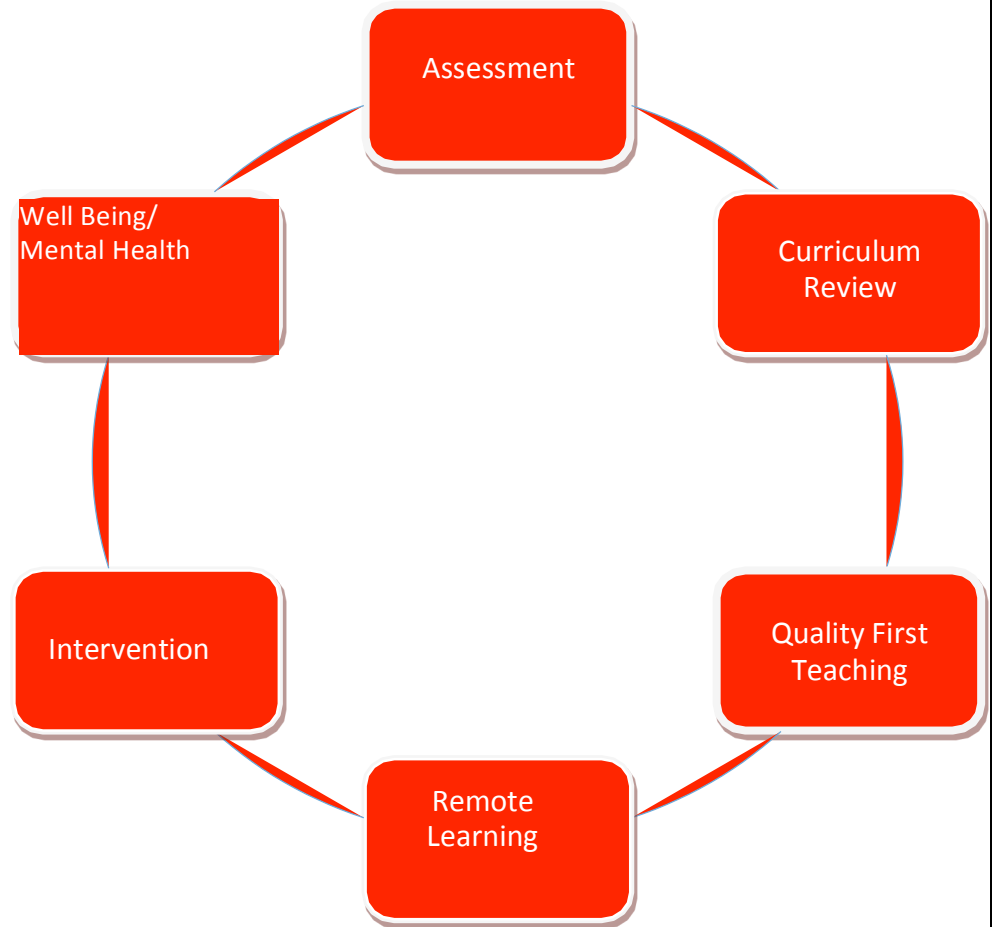 Assessment
Curriculum
Review
Quality First
Teaching
Remote
Learning
Intervention
Well Being/
Mental Health